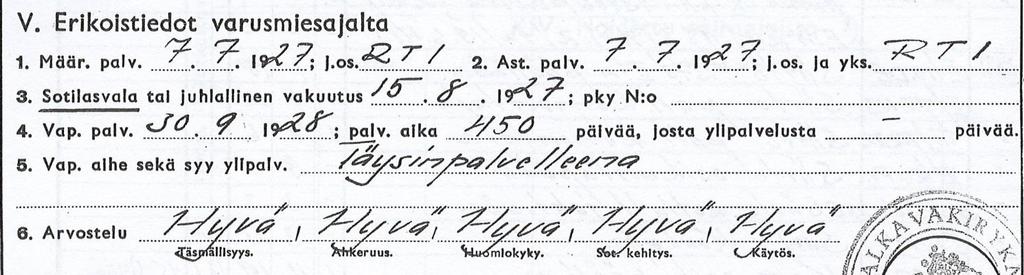 V. Erikoistiedot varusmiesajalta
1. Määr. palv. 7. 7. 1927; j.os. RT1 2. Ast. palv. 7. 7. 1927; j.os. ja yks. RT1
3. Sotilasvala tai juhlallinen vakuutus 15. 8. 1927; pky N:o
4. Vap. palv. 30. 9 1928; palv. aika 450 päivää, josta ylipalvelusta – päivää.
5. Vap. aihe sekä syy ylipalv. Täysinpalvelleena
6. Arvostelu "Hyvä", "Hyvä", "Hyvä", "Hyvä", "Hyvä"
Täsmällisyys. Ahkeruus. Huomiokyky. Sot. kehitys. Käytös.